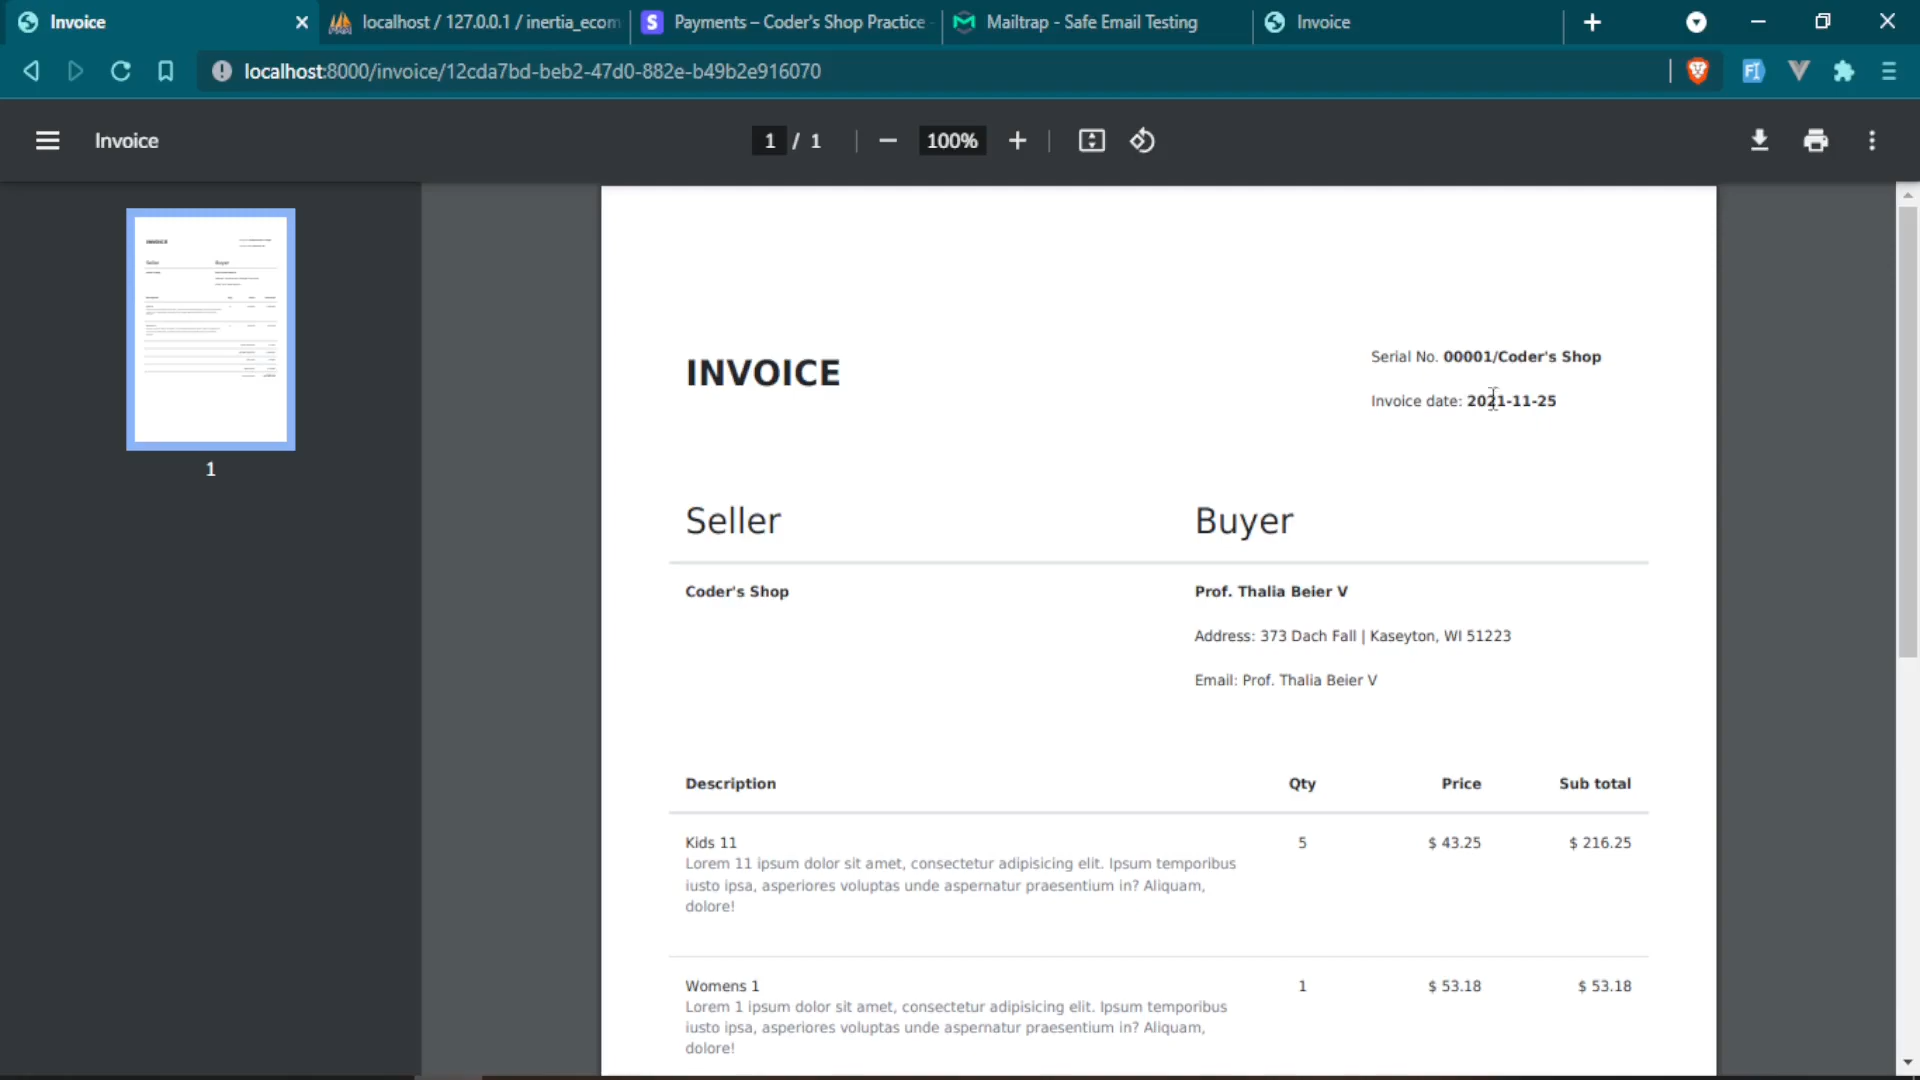 Invoice
localhost / 127.0.0.1 / inertia_ecom
Payments – Coder's Shop Practice
Mailtrap - Safe Email Testing
Invoice
localhost:8000/invoice/12cda7bd-beb2-47d0-882e-b49b2e916070
Invoice
1 / 1
100%
1
INVOICE
Serial No. 00001/Coder's Shop
Invoice date: 2021-11-25
Seller
Buyer
Coder's Shop
Prof. Thalia Beier V
Address: 373 Dach Fall | Kaseyton, WI 51223
Email: Prof. Thalia Beier V
Description Qty Price Sub total
Kids 11 5 $ 43.25 $ 216.25
Lorem 11 ipsum dolor sit amet, consectetur adipisicing elit. Ipsum temporibus
iusto ipsa, asperiores voluptas unde aspernatur praesentium in? Aliquam,
dolore!
Womens 1 1 $ 53.18 $ 53.18
Lorem 1 ipsum dolor sit amet, consectetur adipisicing elit. Ipsum temporibus
iusto ipsa, asperiores voluptas unde aspernatur praesentium in? Aliquam,
dolore!